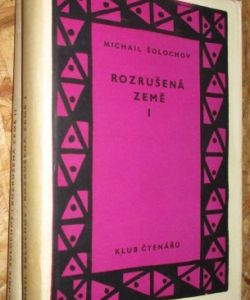 MICHAIL ŠOLOCHOV
ROZRUŠENÁ
ZEMĚ
I
KLUB ČTENÁŘŮ